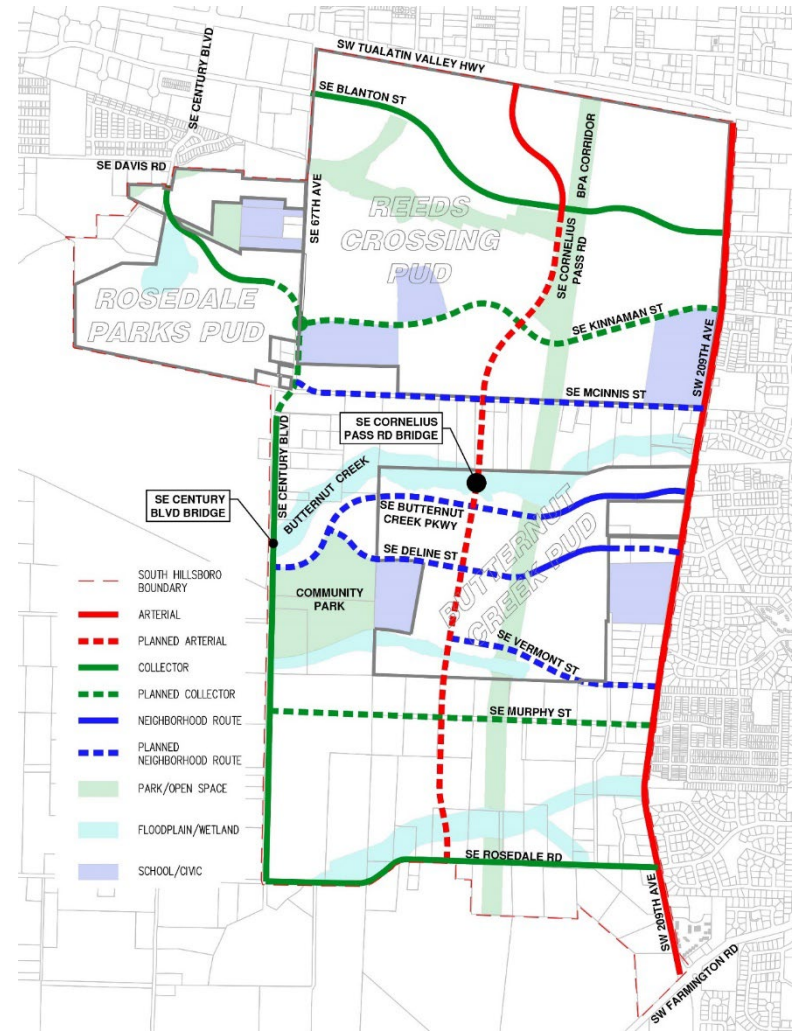 SW TUALATIN VALLEY HWY
SE CENTURY BLVD
SE BLANTON ST
BPA CORRIDOR
SE DAVIS RD
SE 67TH AVE
REEDS
CROSSING
PUD
SE CORNELIUS
PASS RD
ROSEDALE
PARKS PUD
SE KINNAMAN ST
SW 209TH AVE
SE MCINNIS ST
SE CORNELIUS
PASS RD BRIDGE
SE CENTURY BLVD
BUTTERNUT CREEK
SE CENTURY
BLVD BRIDGE
SE BUTTERNUT
CREEK PKWY
BUTTERNUT
CREEK PUD
SE DELINE ST
COMMUNITY
PARK
SE VERMONT ST
SE MURPHY ST
SE ROSEDALE RD
SW 209TH AVE
SW FARMINGTON RD
SOUTH HILLSBORO
BOUNDARY
ARTERIAL
PLANNED ARTERIAL
COLLECTOR
PLANNED COLLECTOR
NEIGHBORHOOD ROUTE
PLANNED
NEIGHBORHOOD ROUTE
PARK/OPEN SPACE
FLOODPLAIN/WETLAND
SCHOOL/CIVIC